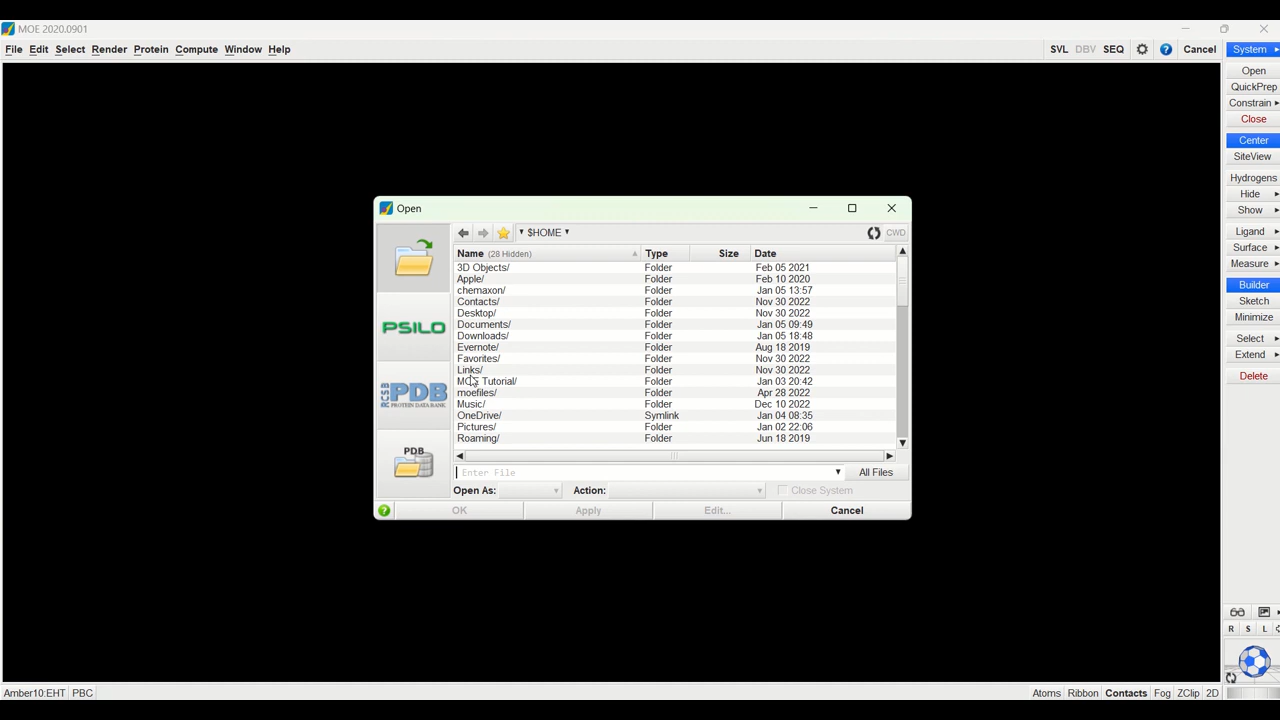 MOE 2020.0901
File Edit Select Render Protein Compute Window Help SVL DBV SEQ Cancel
System
Open
QuickPrep
Constrain
Close
Center
SiteView
Hydrogens
Hide
Show
Ligand
Surface
Measure
Builder
Sketch
Minimize
Select
Extend
Delete
R S L
Open
$HOME CWD
Name (28 Hidden) Type Size Date
3D Objects/ Folder Feb 05 2021
Apple/ Folder Feb 10 2020
chemaxon/ Folder Jan 05 13:57
Contacts/ Folder Nov 30 2022
Desktop/ Folder Nov 30 2022
Documents/ Folder Jan 05 09:49
Downloads/ Folder Jan 05 18:48
Evernote/ Folder Aug 18 2019
Favorites/ Folder Nov 30 2022
Links/ Folder Nov 30 2022
MOE Tutorial/ Folder Jan 03 20:42
moefiles/ Folder Apr 28 2022
Music/ Folder Dec 10 2022
OneDrive/ Symlink Jan 04 08:35
Pictures/ Folder Jan 02 22:06
Roaming/ Folder Jun 18 2019
PSILO
RCSB PDB
PROTEIN DATA BANK
PDB
Enter File All Files
Open As: Action: Close System
OK Apply Edit... Cancel
Amber10:EHT PBC Atoms Ribbon Contacts Fog ZClip 2D